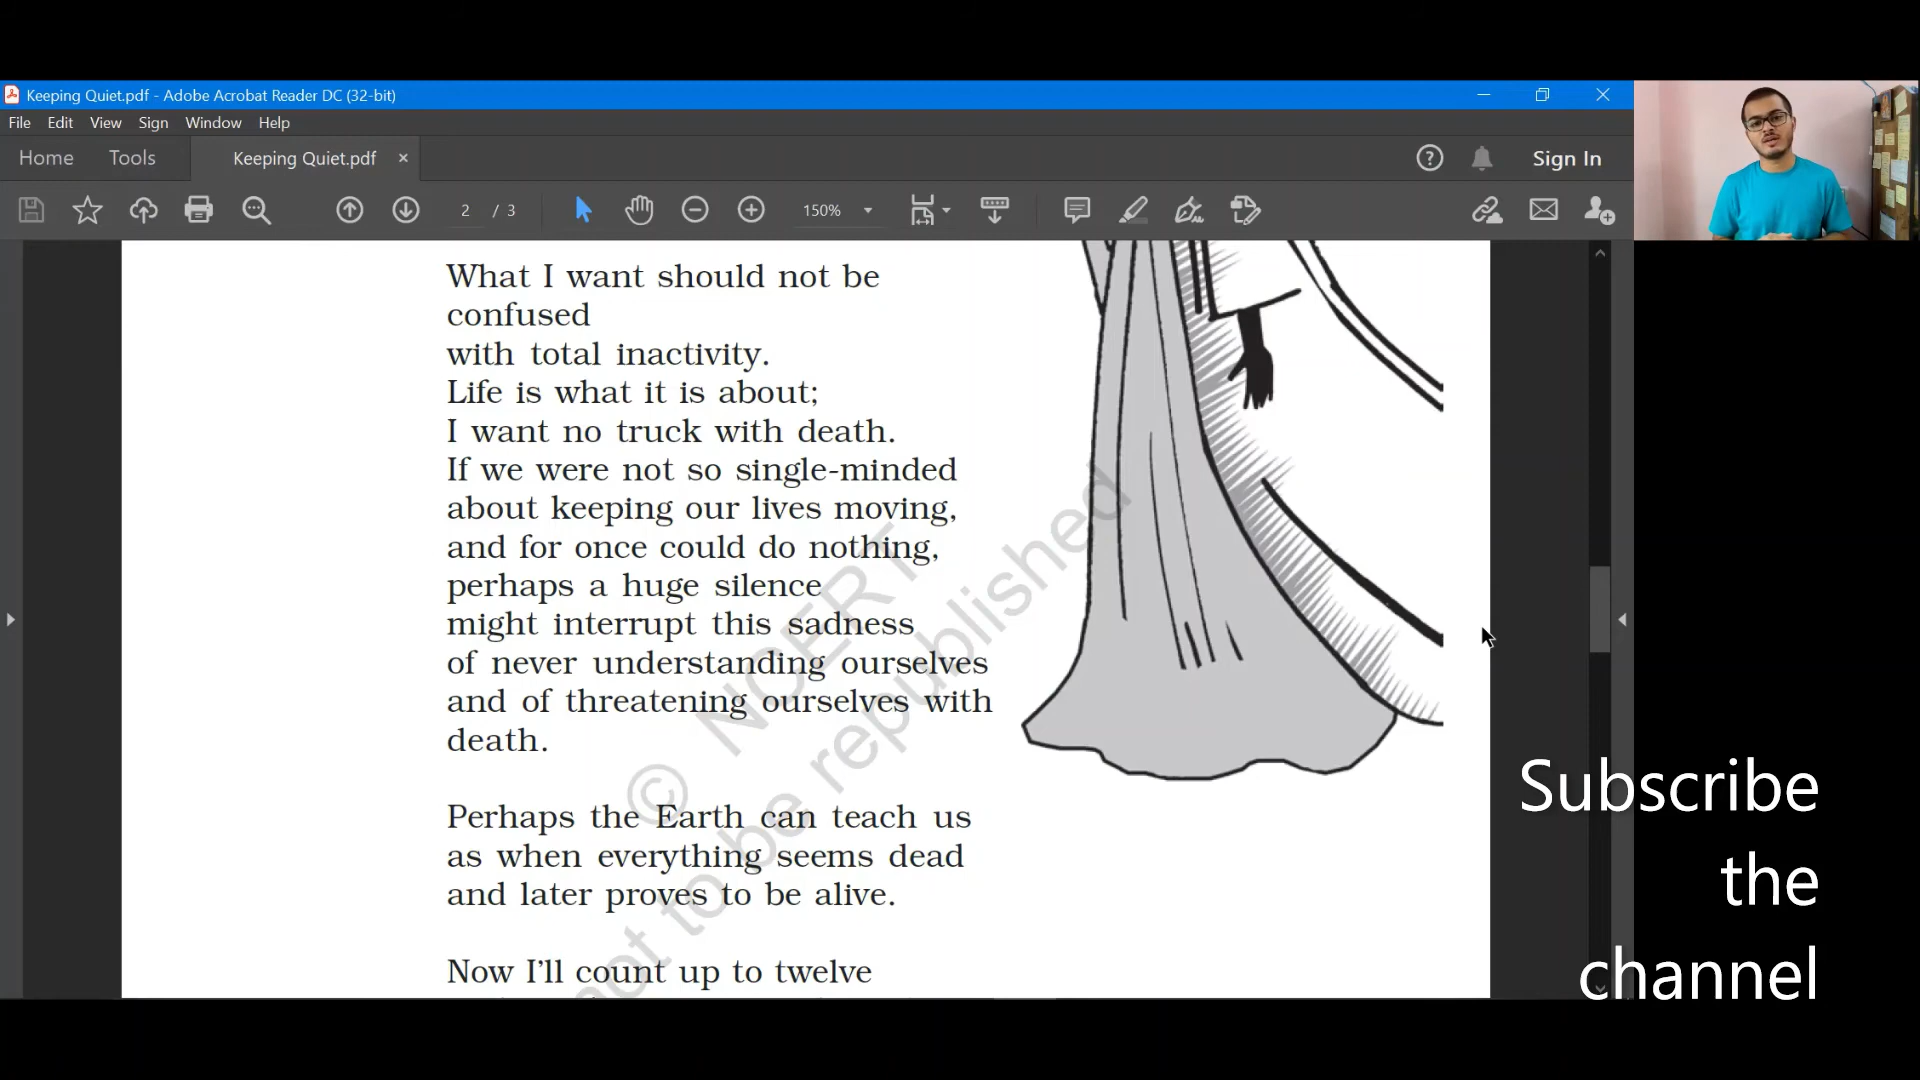 Keeping Quiet.pdf - Adobe Acrobat Reader DC (32-bit)
File Edit View Sign Window Help
Home Tools Keeping Quiet.pdf × Sign In
2 / 3 150%
What I want should not be
confused
with total inactivity.
Life is what it is about;
I want no truck with death.
If we were not so single-minded
about keeping our lives moving,
and for once could do nothing,
perhaps a huge silence
might interrupt this sadness
of never understanding ourselves
and of threatening ourselves with
death.
Perhaps the Earth can teach us
as when everything seems dead
and later proves to be alive.
Now I'll count up to twelve
© NCERT
not to be republished
Subscribe
the
channel